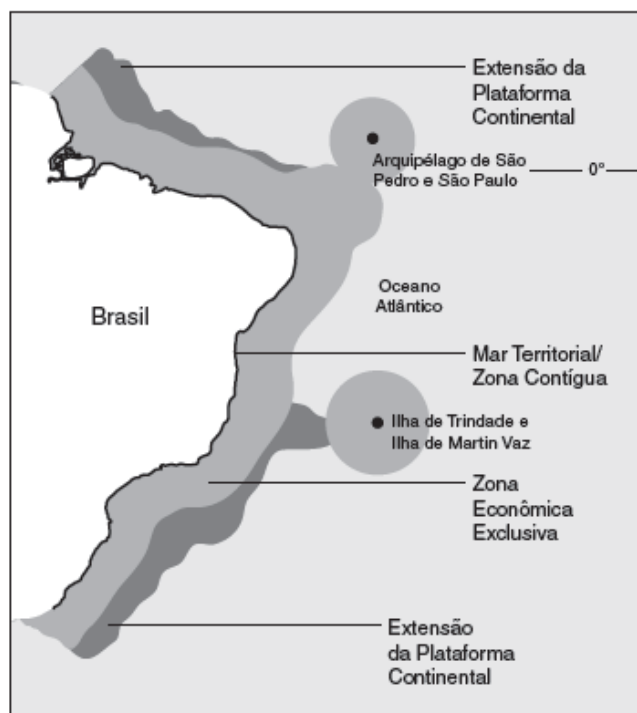 Extensão da
Plataforma
Continental
Arquipélago de São
Pedro e São Paulo
0°
Oceano
Atlântico
Brasil
Mar Territorial/
Zona Contígua
Ilha de Trindade e
Ilha de Martin Vaz
Zona
Econômica
Exclusiva
Extensão
da Plataforma
Continental